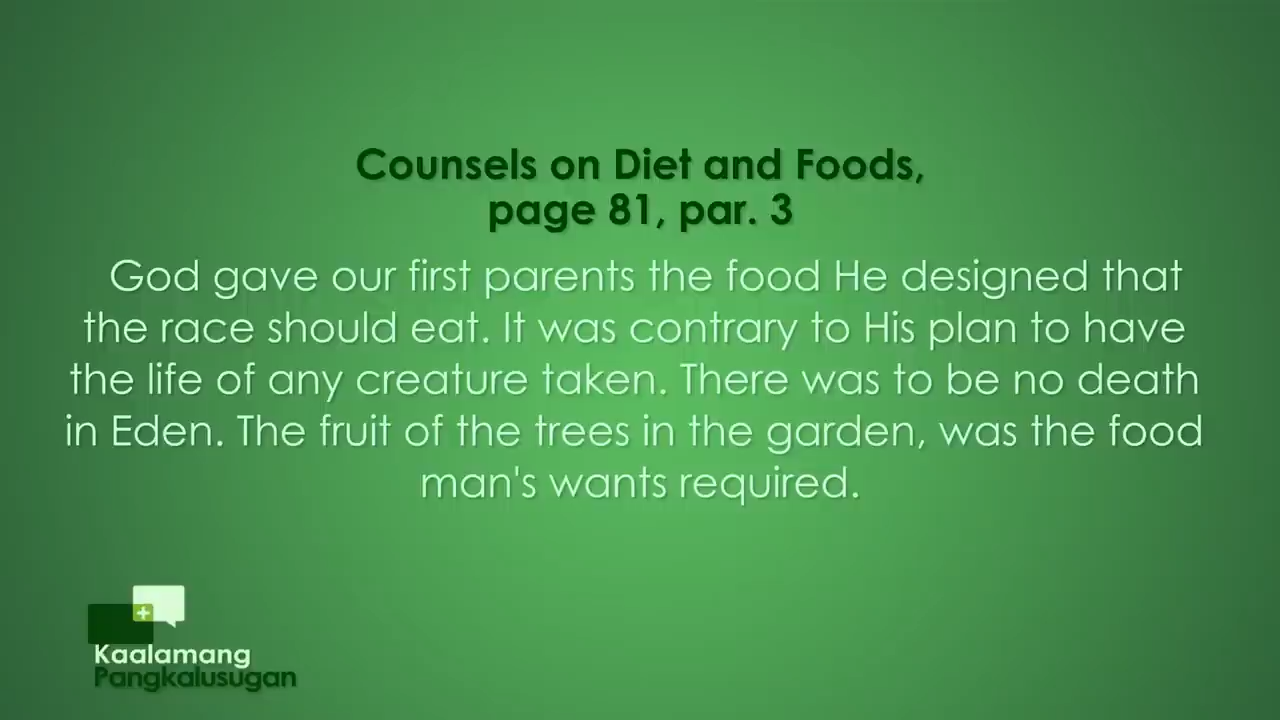 Counsels on Diet and Foods,
page 81, par. 3
God gave our first parents the food He designed that
the race should eat. It was contrary to His plan to have
the life of any creature taken. There was to be no death
in Eden. The fruit of the trees in the garden, was the food
man's wants required.
Kaalamang
Pangkalusugan